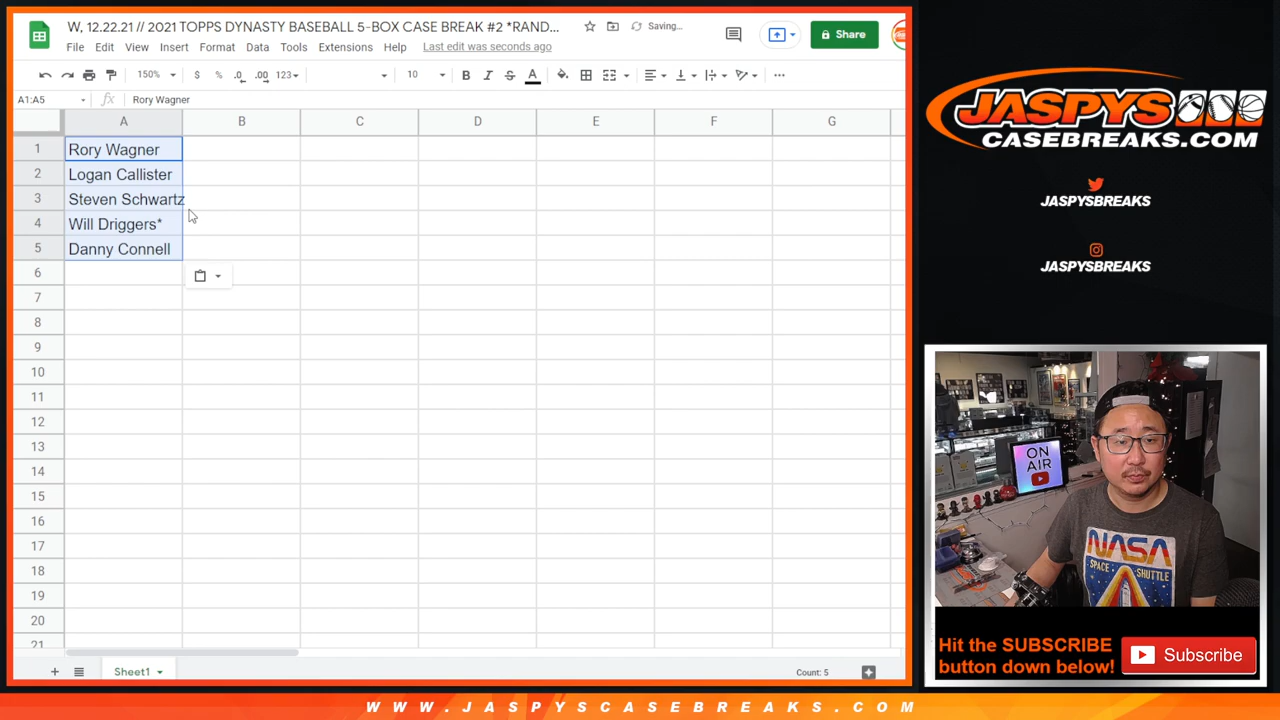 W, 12.22.21 // 2021 TOPPS DYNASTY BASEBALL 5-BOX CASE BREAK #2 *RAND...
Saving...
Share
File Edit View Insert Format Data Tools Extensions Help Last edit was seconds ago
150% $ % .0 .00 123 10 B I S A
A1:A5 fx Rory Wagner
A B C D E F G
1 Rory Wagner
2 Logan Callister
3 Steven Schwartz
4 Will Driggers*
5 Danny Connell
6
7
8
9
10
11
12
13
14
15
16
17
18
19
20
21
Sheet1
Count: 5
JASPYS
CASEBREAKS.COM
JASPYSBREAKS
JASPYSBREAKS
ON
AIR
NASA
SPACE SHUTTLE
Hit the SUBSCRIBE
button down below!
Subscribe
WWW.JASPYSCASEBREAKS.COM